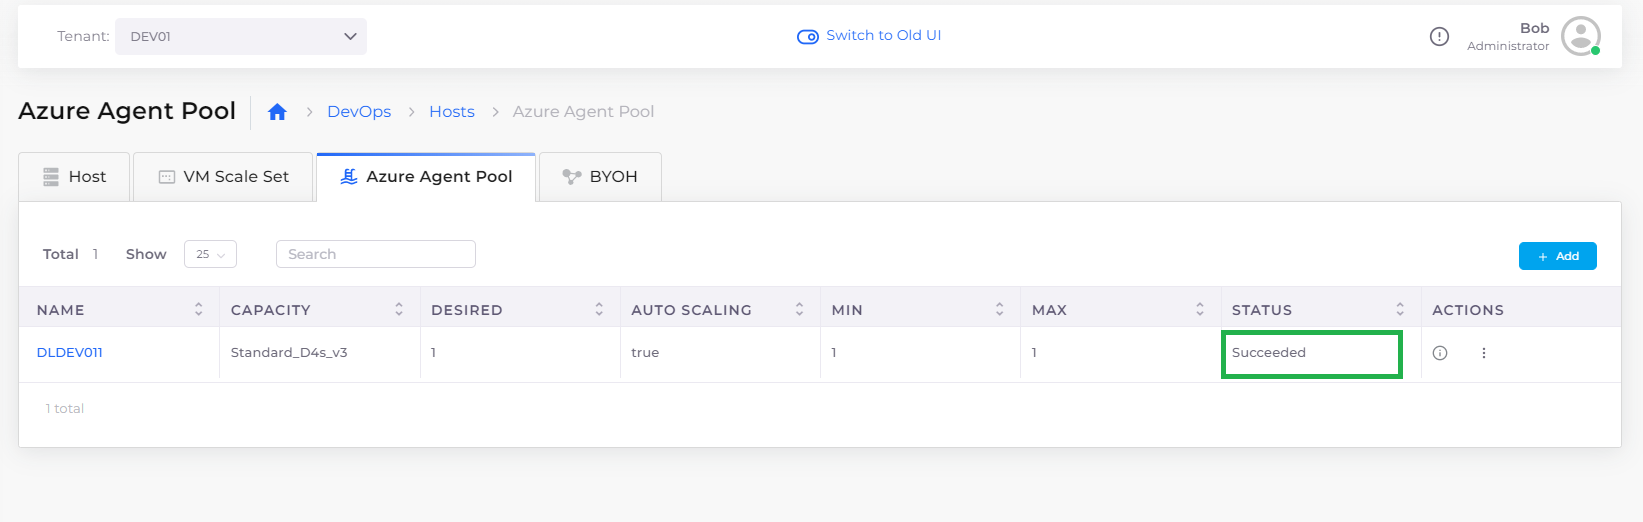 Tenant: DEV01 Switch to Old UI Bob
Administrator
Azure Agent Pool DevOps Hosts Azure Agent Pool
Host VM Scale Set Azure Agent Pool BYOH
Total 1 Show 25 Search + Add
NAME CAPACITY DESIRED AUTO SCALING MIN MAX STATUS ACTIONS
DLDEV011 Standard_D4s_v3 1 true 1 1 Succeeded
1 total